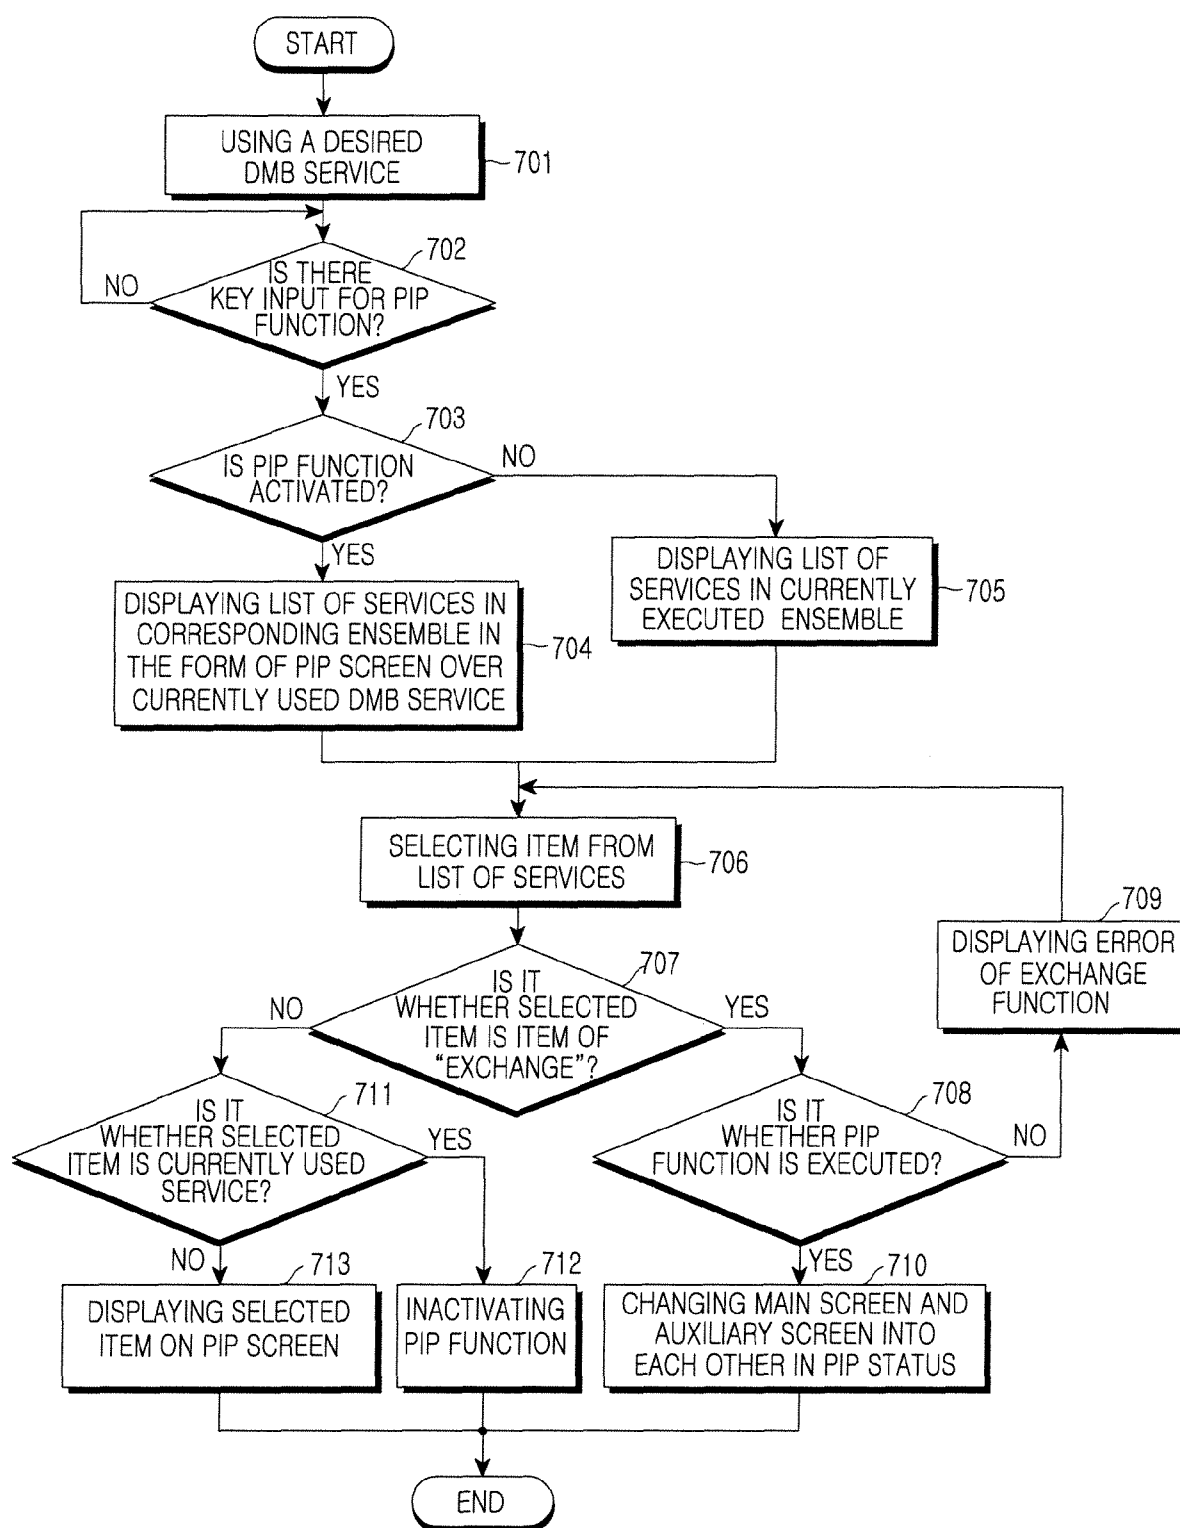 START
USING A DESIRED
DMB SERVICE
701
702
IS THERE
KEY INPUT FOR PIP
FUNCTION?
NO
YES
703
IS PIP FUNCTION
ACTIVATED?
NO
YES
DISPLAYING LIST OF SERVICES IN
CORRESPONDING ENSEMBLE IN
THE FORM OF PIP SCREEN OVER
CURRENTLY USED DMB SERVICE
704
DISPLAYING LIST OF
SERVICES IN CURRENTLY
EXECUTED ENSEMBLE
705
SELECTING ITEM FROM
LIST OF SERVICES
706
709
DISPLAYING ERROR
OF EXCHANGE
FUNCTION
707
IS IT
WHETHER SELECTED
ITEM IS ITEM OF
“EXCHANGE”?
NO
YES
711
IS IT
WHETHER SELECTED
ITEM IS CURRENTLY USED
SERVICE?
YES
NO
708
IS IT
WHETHER PIP
FUNCTION IS EXECUTED?
NO
YES
713
DISPLAYING SELECTED
ITEM ON PIP SCREEN
712
INACTIVATING
PIP FUNCTION
710
CHANGING MAIN SCREEN AND
AUXILIARY SCREEN INTO
EACH OTHER IN PIP STATUS
END